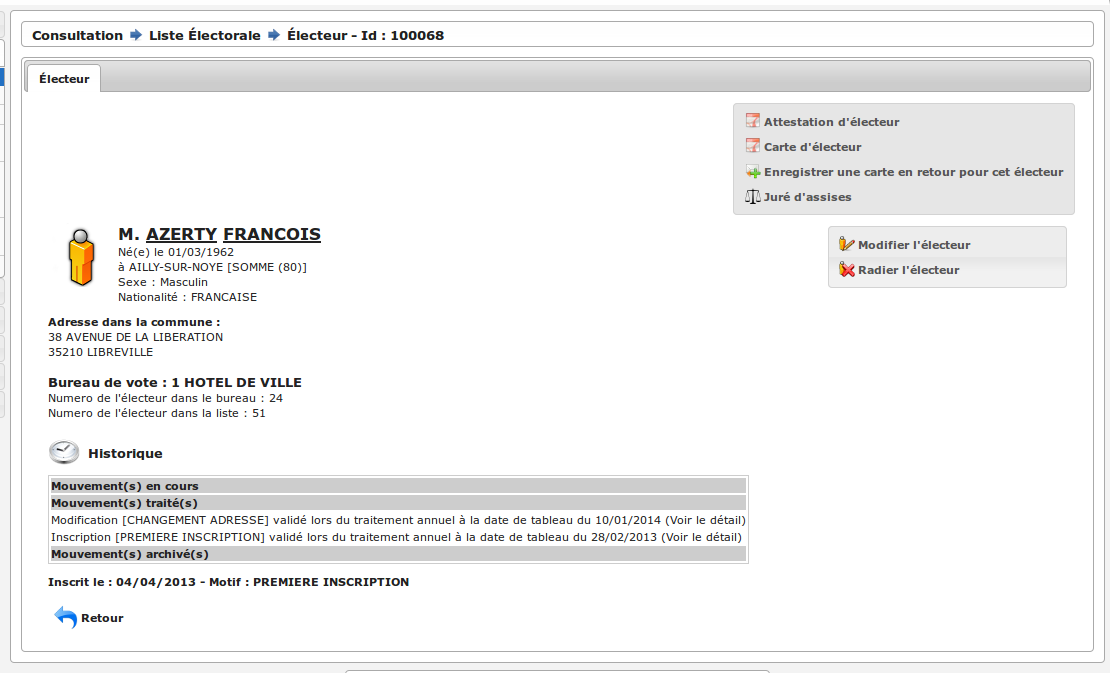 Consultation Liste Électorale Électeur - Id : 100068
Électeur
Attestation d'électeur
Carte d'électeur
Enregistrer une carte en retour pour cet électeur
Juré d'assises
M. AZERTY FRANCOIS
Né(e) le 01/03/1962
à AILLY-SUR-NOYE [SOMME (80)]
Sexe : Masculin
Nationalité : FRANCAISE
Modifier l'électeur
Radier l'électeur
Adresse dans la commune :
38 AVENUE DE LA LIBERATION
35210 LIBREVILLE
Bureau de vote : 1 HOTEL DE VILLE
Numero de l'électeur dans le bureau : 24
Numero de l'électeur dans la liste : 51
Historique
Mouvement(s) en cours
Mouvement(s) traité(s)
Modification [CHANGEMENT ADRESSE] validé lors du traitement annuel à la date de tableau du 10/01/2014 (Voir le détail)
Inscription [PREMIERE INSCRIPTION] validé lors du traitement annuel à la date de tableau du 28/02/2013 (Voir le détail)
Mouvement(s) archivé(s)
Inscrit le : 04/04/2013 - Motif : PREMIERE INSCRIPTION
Retour